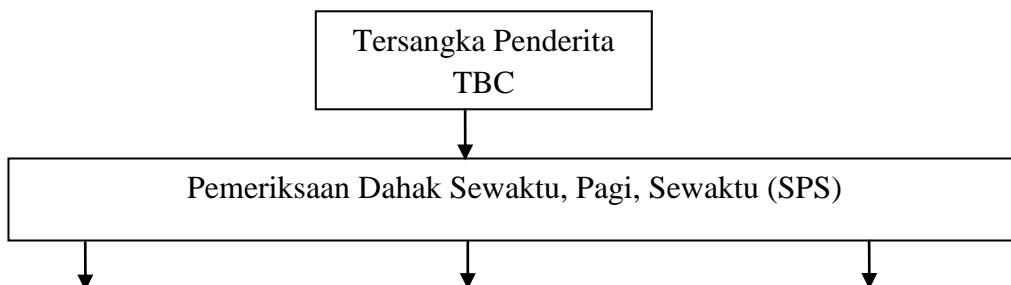 Tersangka Penderita
TBC
Pemeriksaan Dahak Sewaktu, Pagi, Sewaktu (SPS)